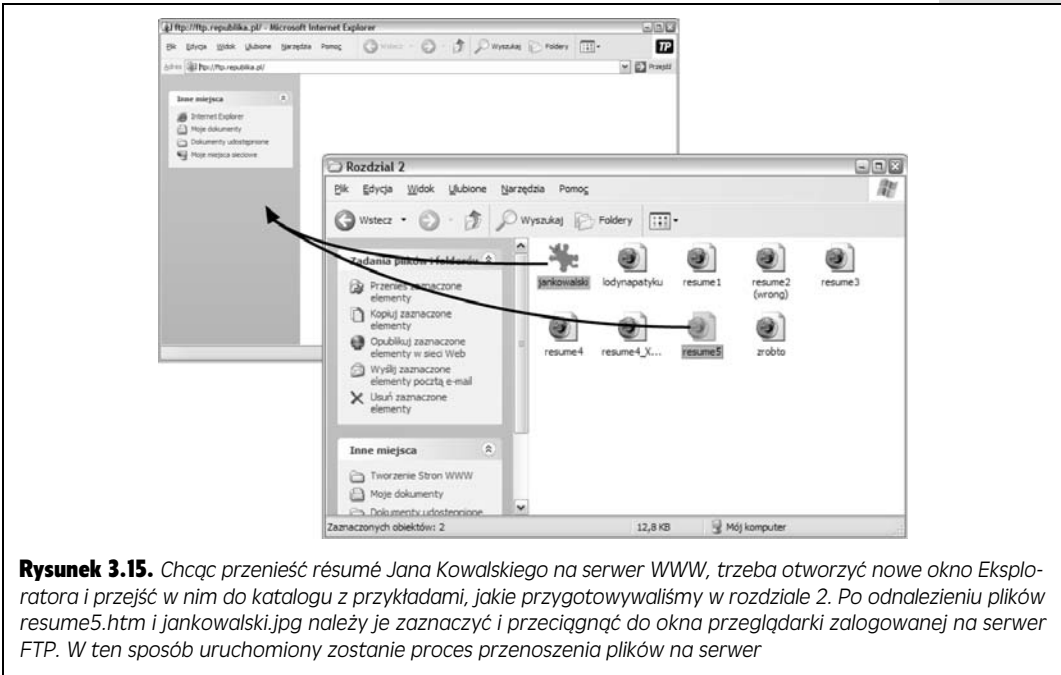 ftp://ftp.republika.pl/ - Microsoft Internet Explorer
Plik Edycja Widok Ulubione Narzędzia Pomoc
Wstecz Wyszukaj Foldery
TP
Adres ftp://ftp.republika.pl/ Przejdź
Inne miejsca
Internet Explorer
Moje dokumenty
Dokumenty udostępnione
Moje miejsca sieciowe
Rozdzial 2
Plik Edycja Widok Ulubione Narzędzia Pomoc
Wstecz Wyszukaj Foldery
Zadania plików i folderów
Przenieś zaznaczone
elementy
Kopiuj zaznaczone
elementy
Opublikuj zaznaczone
elementy w sieci Web
Wyślij zaznaczone
elementy pocztą e-mail
Usuń zaznaczone
elementy
Inne miejsca
Tworzenie Stron WWW
Moje dokumenty
Dokumenty udostępnione
jankowalski lodynapatyku resume1 resume2 resume3
(wrong)
resume4 resume4_X... resume5 zrobto
Zaznaczonych obiektów: 2 12,8 KB Mój komputer
Rysunek 3.15. Chcąc przenieść résumé Jana Kowalskiego na serwer WWW, trzeba otworzyć nowe okno Eksplo-
ratora i przejść w nim do katalogu z przykładami, jakie przygotowywaliśmy w rozdziale 2. Po odnalezieniu plików
resume5.htm i jankowalski.jpg należy je zaznaczyć i przeciągnąć do okna przeglądarki zalogowanej na serwer
FTP. W ten sposób uruchomiony zostanie proces przenoszenia plików na serwer